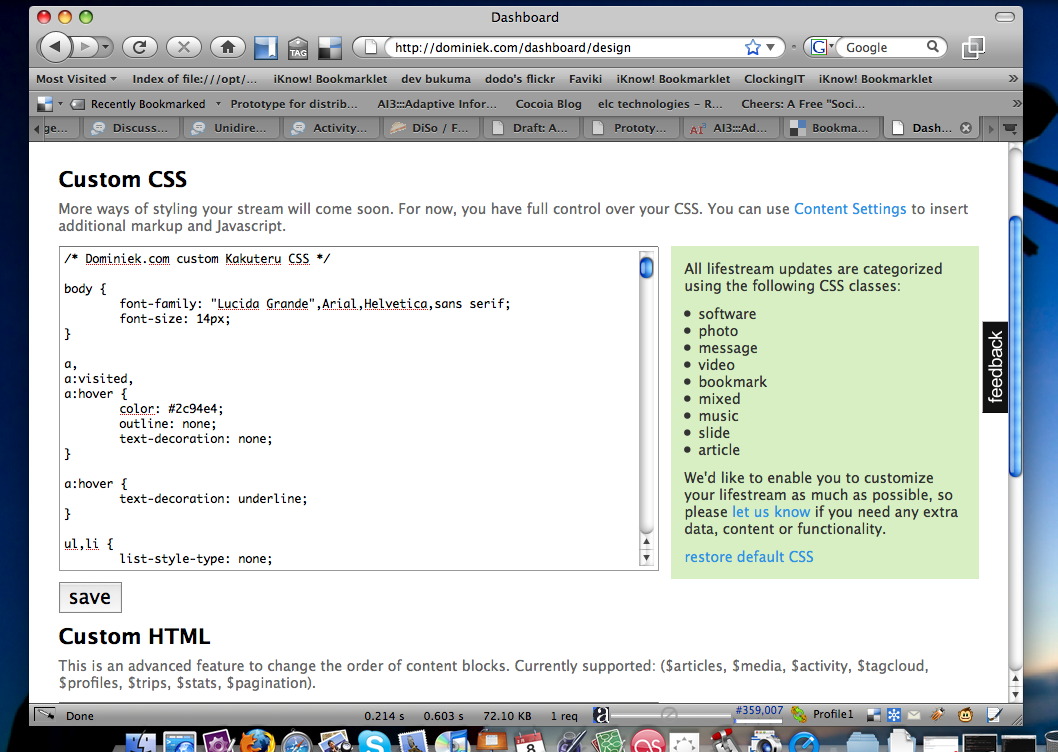 Dashboard
http://dominiek.com/dashboard/design
G
Google
TAG
Most Visited
Index of file:///opt/...
iKnow! Bookmarklet
dev bukuma
dodo's flickr
Faviki
iKnow! Bookmarklet
ClockingIT
iKnow! Bookmarklet
Recently Bookmarked
Prototype for distrib...
AI3:::Adaptive Infor...
Cocoia Blog
elc technologies – R...
Cheers: A Free "Soci...
ge...
Discuss...
Unidire...
Activity...
DiSo / F...
Draft: A...
Prototy...
AI3:::Ad...
Bookma...
Dash...
Custom CSS
More ways of styling your stream will come soon. For now, you have full control over your CSS. You can use Content Settings to insert
additional markup and Javascript.
/* Dominiek.com custom Kakuteru CSS */
body {
font-family: "Lucida Grande",Arial,Helvetica,sans serif;
font-size: 14px;
}
a,
a:visited,
a:hover {
color: #2c94e4;
outline: none;
text-decoration: none;
}
a:hover {
text-decoration: underline;
}
ul,li {
list-style-type: none;
All lifestream updates are categorized
using the following CSS classes:
software
photo
message
video
bookmark
mixed
music
slide
article
We'd like to enable you to customize
your lifestream as much as possible, so
please let us know if you need any extra
data, content or functionality.
restore default CSS
feedback
save
Custom HTML
This is an advanced feature to change the order of content blocks. Currently supported: ($articles, $media, $activity, $tagcloud,
$profiles, $trips, $stats, $pagination).
Done
0.214 s
0.603 s
72.10 KB
1 req
a
#359,007
Profile1
8